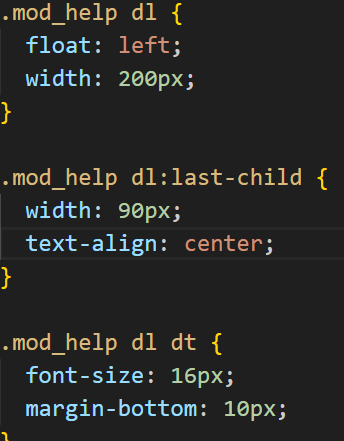 .mod_help dl {
  float: left;
  width: 200px;
}

.mod_help dl:last-child {
  width: 90px;
  text-align: center;
}

.mod_help dl dt {
  font-size: 16px;
  margin-bottom: 10px;
}